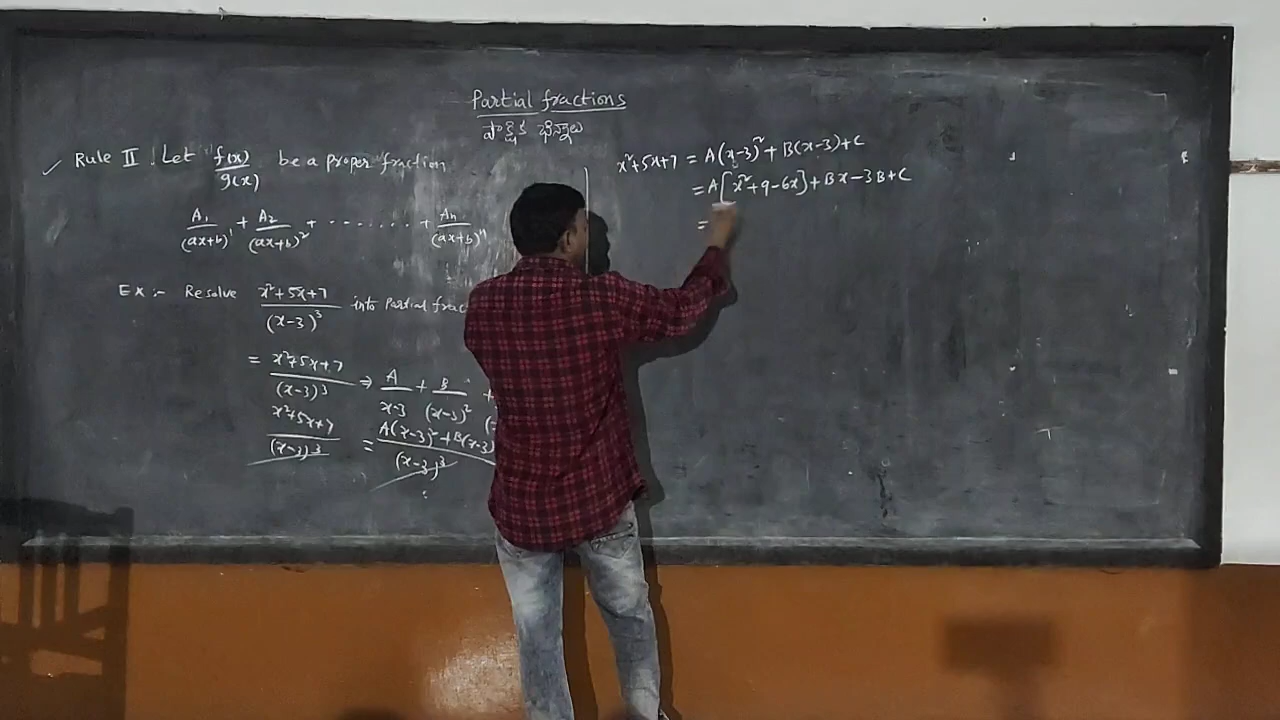 Partial fractions
పాక్షిక భిన్నాలు
✓ Rule II : Let f(x)/g(x) be a proper fraction
A₁/(ax+b)¹ + A₂/(ax+b)² + ........ + Aₙ/(ax+b)ⁿ
Ex :- Resolve x²+5x+7/(x-3)³ into Partial frac
= x²+5x+7/(x-3)³ ⇒ A/x-3 + B/(x-3)² +
x²+5x+7/(x-3)³ = A(x-3)²+B(x-3)/(x-3)³
x²+5x+7 = A(x-3)²+B(x-3)+C
= A[x²+9-6x]+Bx-3B+C
=